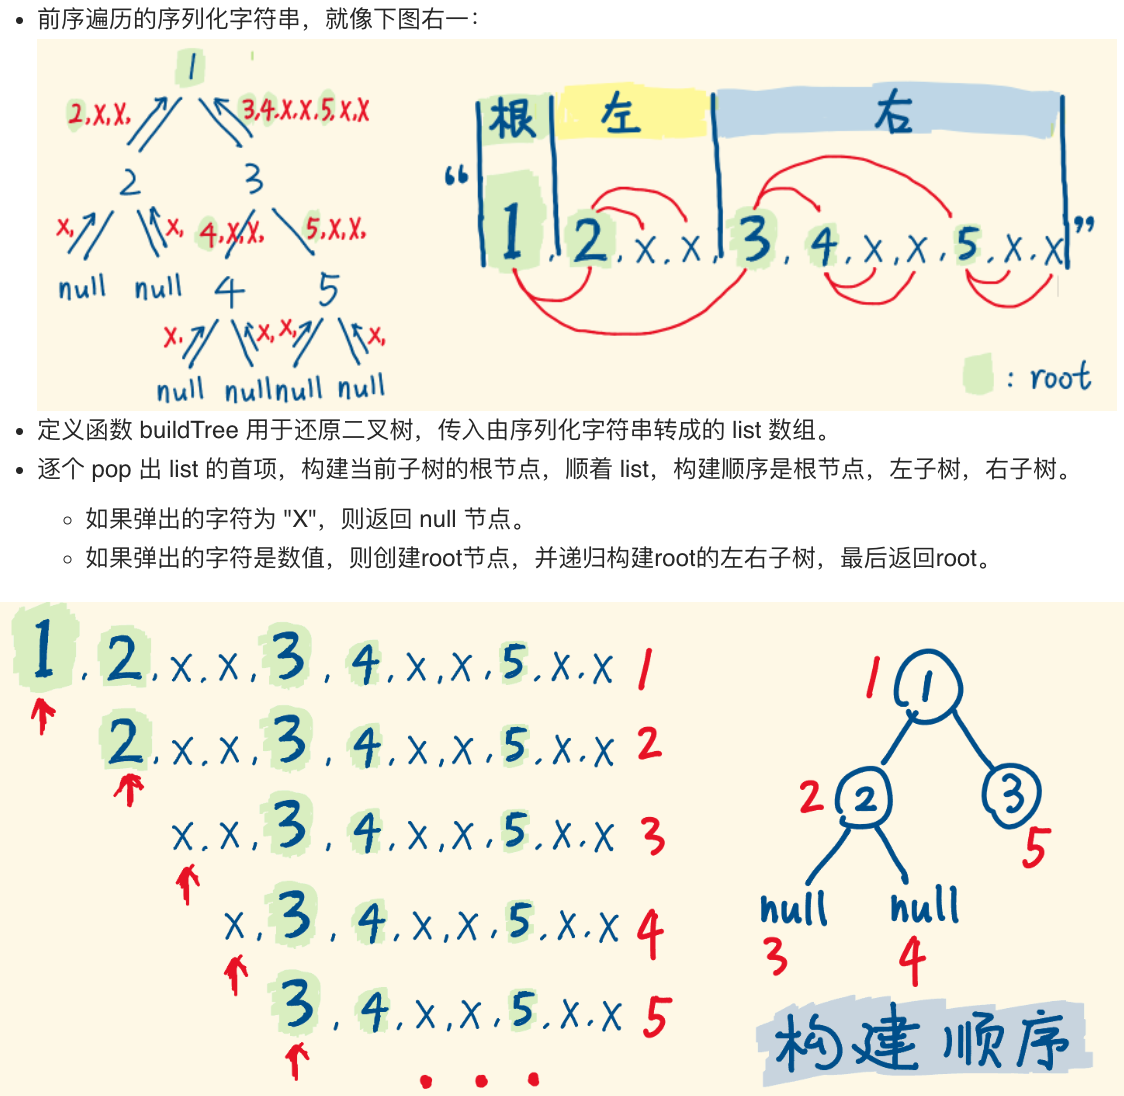 前序遍历的序列化字符串，就像下图右一：
1
2,X,X, 3,4.X.X.5,X,X
2 3
X, X, 4,X,X, 5,X,X,
null null 4 5
X, X, X, X,
null null null null
根 左 右
“ 1, 2, X, X, 3, 4, X, X, 5, X, X ”
: root
定义函数 buildTree 用于还原二叉树，传入由序列化字符串转成的 list 数组。
逐个 pop 出 list 的首项，构建当前子树的根节点，顺着 list，构建顺序是根节点，左子树，右子树。
如果弹出的字符为 "X"，则返回 null 节点。
如果弹出的字符是数值，则创建root节点，并递归构建root的左右子树，最后返回root。
1, 2, X, X, 3, 4, X, X, 5, X, X 1
2, X, X, 3, 4, X, X, 5, X, X 2
X, X, 3, 4, X, X, 5, X, X 3
X, 3, 4, X, X, 5, X, X 4
3, 4, X, X, 5, X, X 5
...
1 1
2 2 3
5
null null
3 4
构建顺序